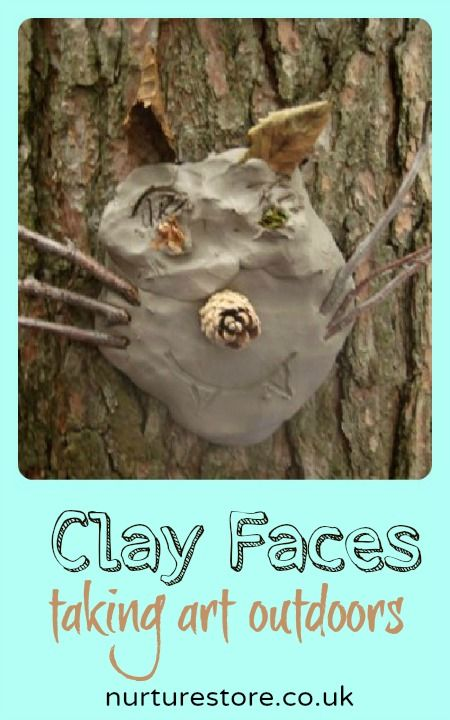 Clay Faces
taking art outdoors
nurturestore.co.uk